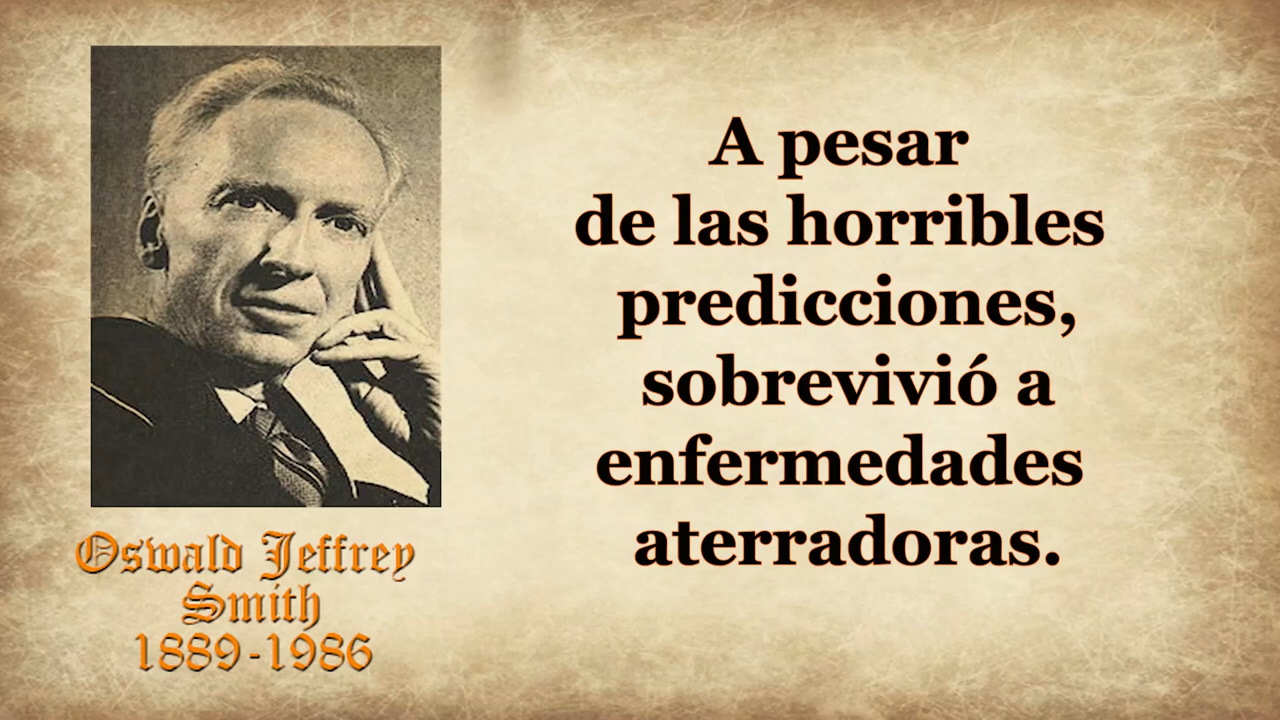 A pesar
de las horribles
predicciones,
sobrevivió a
enfermedades
aterradoras.
Oswald Jeffrey
Smith
1889-1986